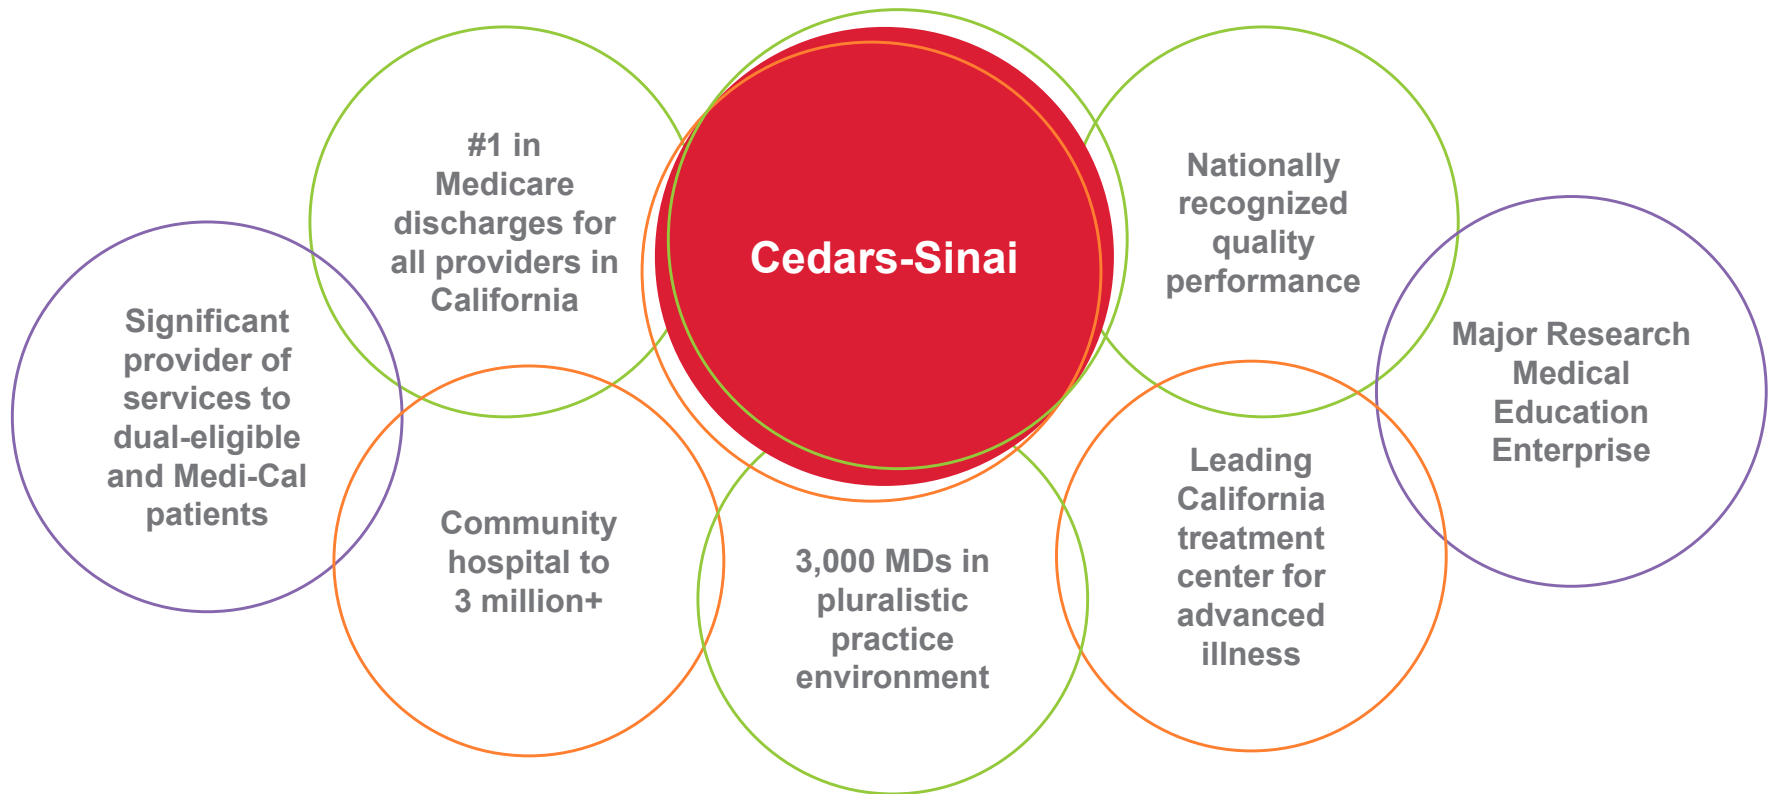 Significant
provider of
services to
dual-eligible
and Medi-Cal
patients
#1 in
Medicare
discharges for
all providers in
California
Community
hospital to
3 million+
Cedars-Sinai
3,000 MDs in
pluralistic
practice
environment
Nationally
recognized
quality
performance
Leading
California
treatment
center for
advanced
illness
Major Research
Medical
Education
Enterprise